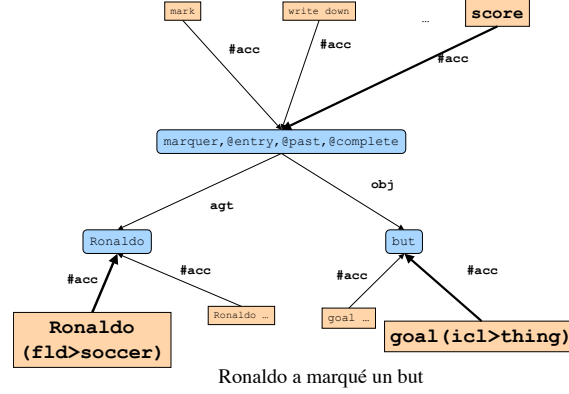 mark
write down
…
score
#acc
#acc
#acc
marquer,@entry,@past,@complete
agt
obj
Ronaldo
but
#acc
#acc
#acc
#acc
Ronaldo
(fld>soccer)
Ronaldo …
goal …
goal(icl>thing)
Ronaldo a marqué un but